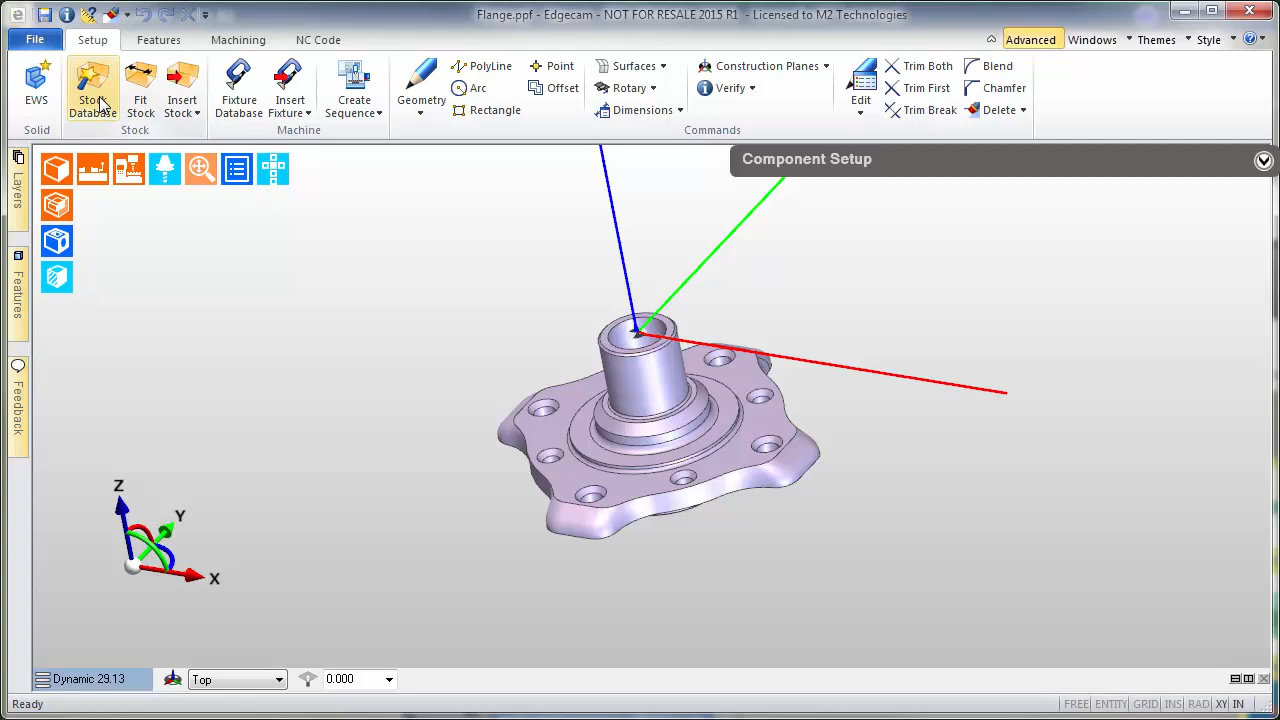 Flange.ppf - Edgecam - NOT FOR RESALE 2014 R1 - Licensed to M2 Technologies
File
Setup
Features
Machining
NC Code
Advanced
Windows
Themes
Style
EWS
Solid
Stock
Database
Fit
Stock
Insert
Stock
Stock
Fixture
Database
Insert
Fixture
Machine
Create
Sequence
Geometry
PolyLine
Arc
Rectangle
Point
Offset
Surfaces
Rotary
Dimensions
Construction Planes
Verify
Commands
Edit
Trim Both
Trim First
Trim Break
Blend
Chamfer
Delete
Layers
Features
Feedback
Component Setup
Z
Y
X
Dynamic 29.13
Top
0.000
Ready
FREE ENTITY GRID INS RAD XY IN